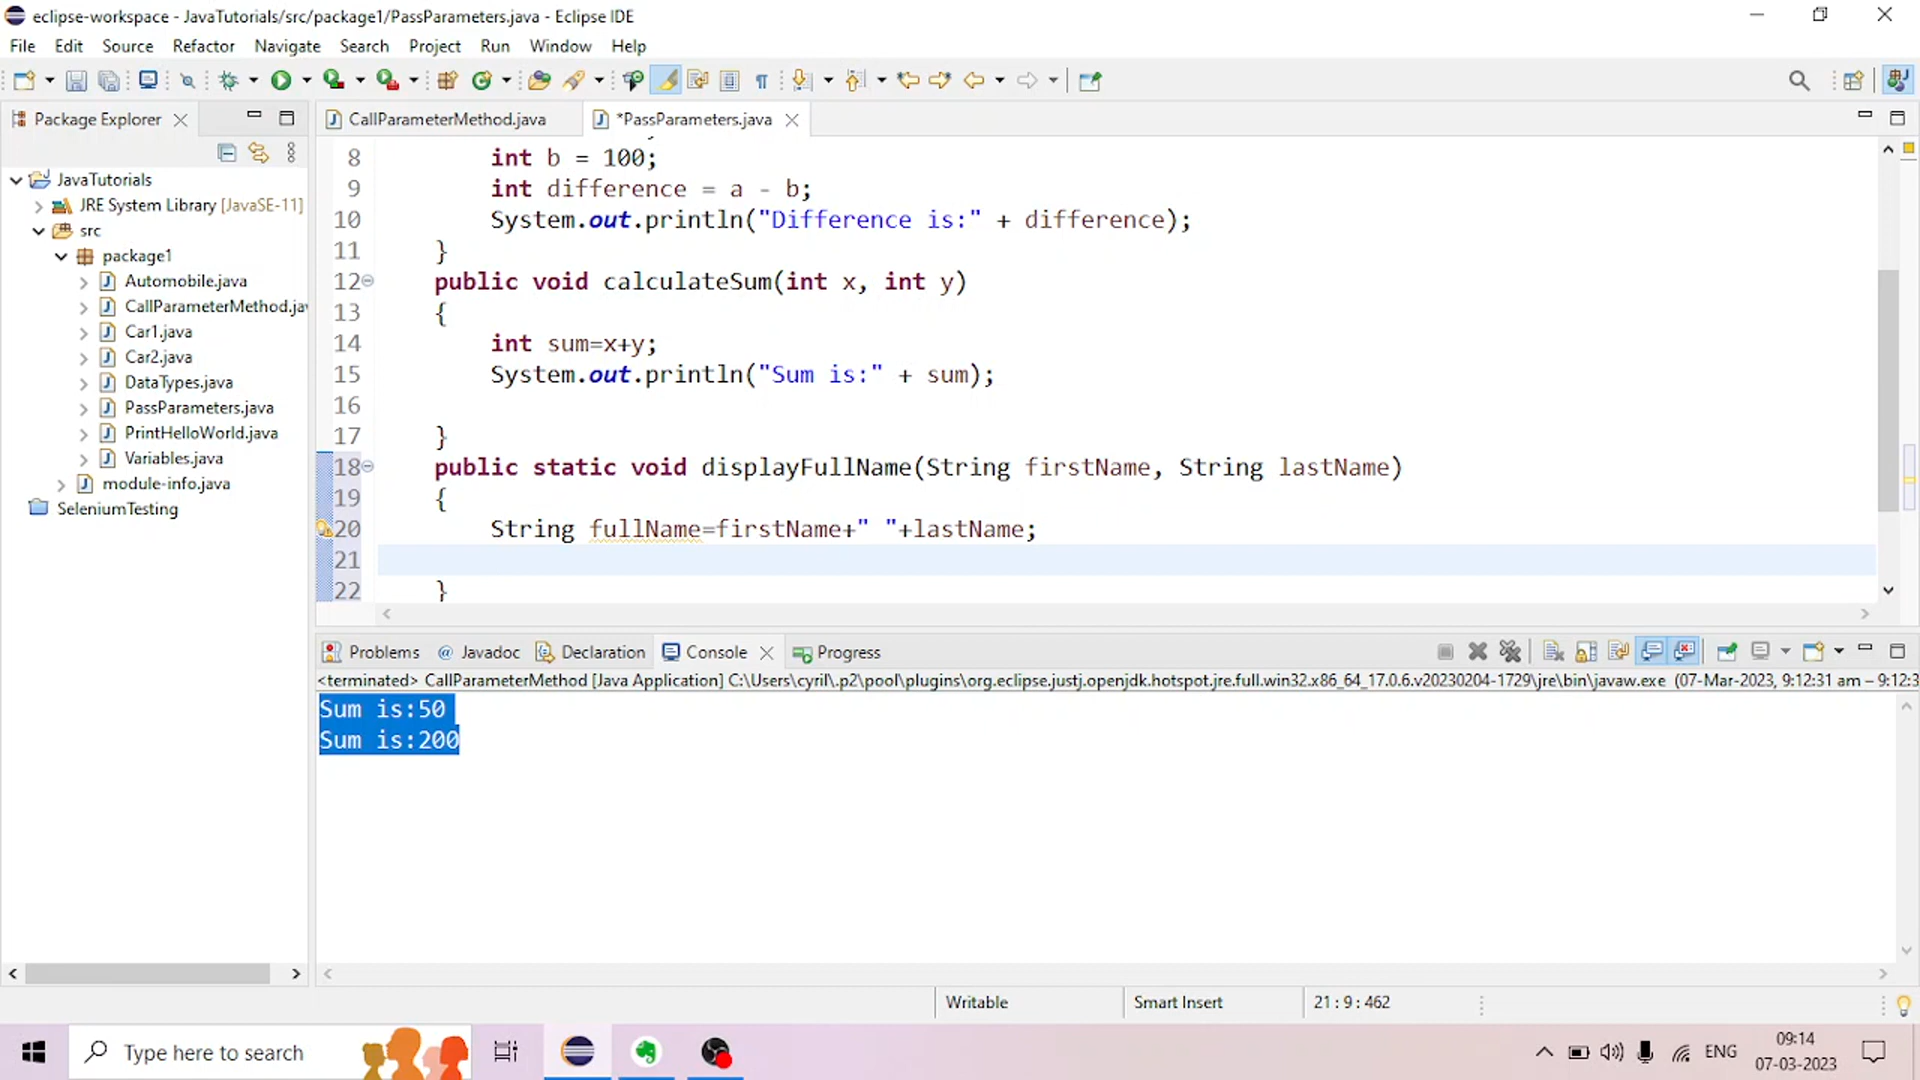 eclipse-workspace - JavaTutorials/src/package1/PassParameters.java - Eclipse IDE
File Edit Source Refactor Navigate Search Project Run Window Help
Package Explorer
CallParameterMethod.java
*PassParameters.java
JavaTutorials
JRE System Library [JavaSE-11]
src
package1
Automobile.java
CallParameterMethod.ja
Car1.java
Car2.java
DataTypes.java
PassParameters.java
PrintHelloWorld.java
Variables.java
module-info.java
SeleniumTesting
8 int b = 100;
9 int difference = a - b;
10 System.out.println("Difference is:" + difference);
11 }
12 public void calculateSum(int x, int y)
13 {
14 int sum=x+y;
15 System.out.println("Sum is:" + sum);
16
17 }
18 public static void displayFullName(String firstName, String lastName)
19 {
20 String fullName=firstName+" "+lastName;
21
22 }
Problems @ Javadoc Declaration Console Progress
<terminated> CallParameterMethod [Java Application] C:\Users\cyril\.p2\pool\plugins\org.eclipse.justj.openjdk.hotspot.jre.full.win32.x86_64_17.0.6.v20230204-1729\jre\bin\javaw.exe (07-Mar-2023, 9:12:31 am – 9:12:3
Sum is:50
Sum is:200
Writable Smart Insert 21 : 9 : 462
Type here to search
ENG
09:14
07-03-2023